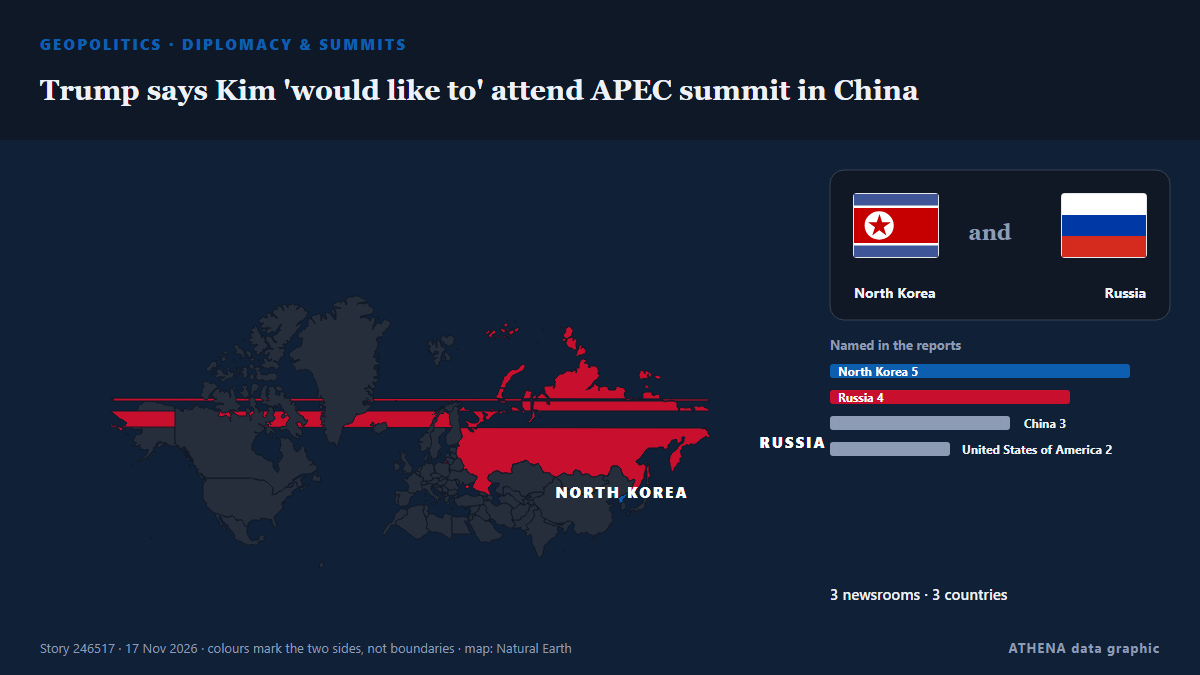 GEOPOLITICS · DIPLOMACY & SUMMITS
Trump says Kim 'would like to' attend APEC summit in China
and
North Korea
Russia
Named in the reports
North Korea 5
Russia 4
China 3
United States of America 2
RUSSIA
NORTH KOREA
3 newsrooms · 3 countries
Story 246517 · 17 Nov 2026 · colours mark the two sides, not boundaries · map: Natural Earth
ATHENA data graphic